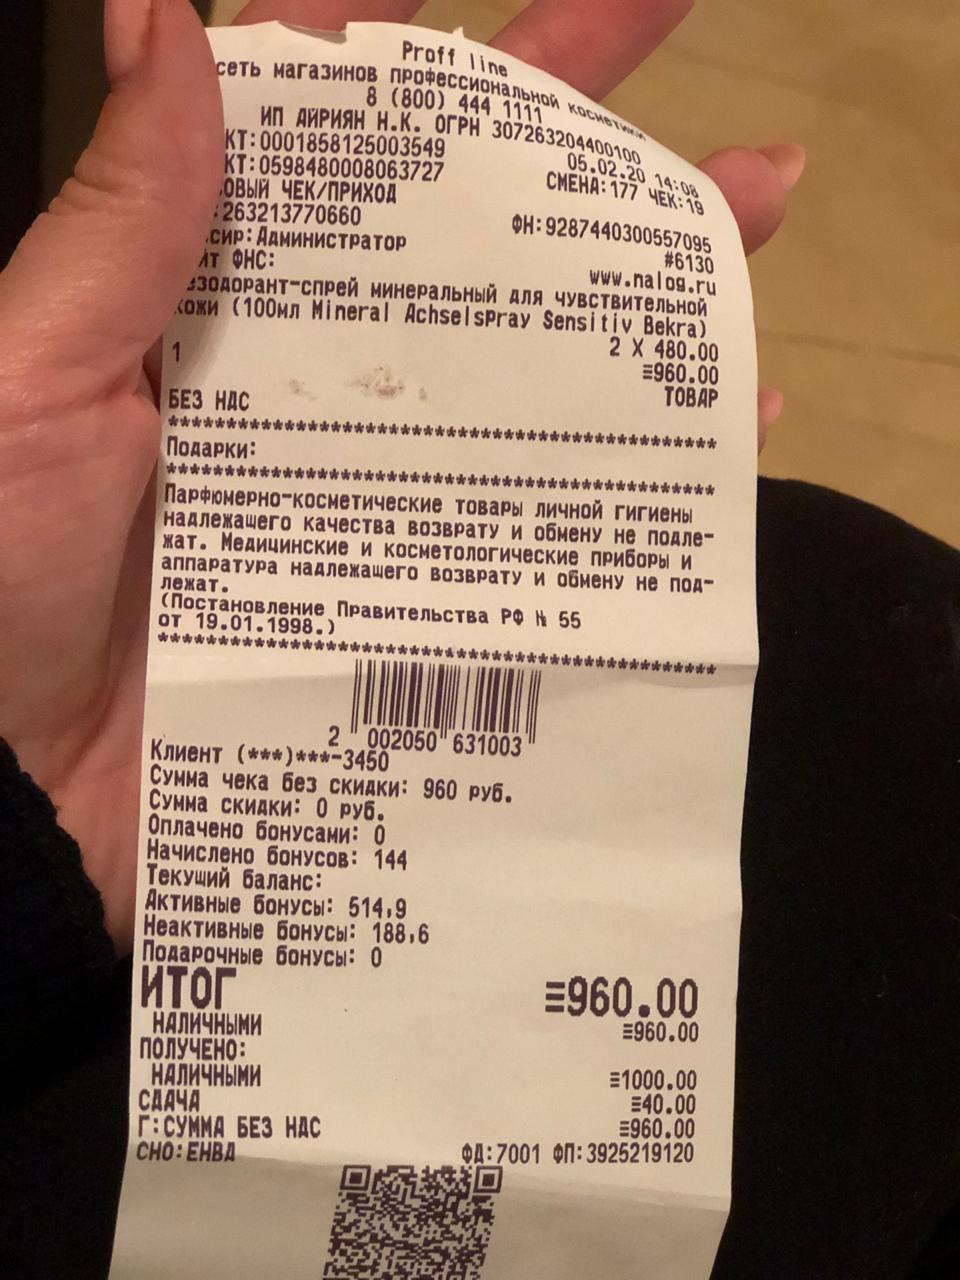 Proff line
сеть магазинов профессиональной косметики
8 (800) 444 1111
ИП АЙРИЯН Н.К. ОГРН 307263204400100
КТ:0001858125003549 05.02.20 14:08
КТ:0598480008063727 СМЕНА:177 ЧЕК:19
ОВЫЙ ЧЕК/ПРИХОД
:263213770660 ФН:9287440300557095
сир:Администратор #6130
йт ФНС: www.nalog.ru
езодорант-спрей минеральный для чувствительной
кожи (100мл Mineral AchselsPray Sensitiv Bekra)
2 X 480.00
1 ≡960.00
ТОВАР
БЕЗ НДС
***********************************************
Подарки:
***********************************************
Парфюмерно-косметические товары личной гигиены
надлежащего качества возврату и обмену не подле-
жат. Медицинские и косметологические приборы и
аппаратура надлежащего возврату и обмену не под-
лежат.
(Постановление Правительства РФ № 55
от 19.01.1998.)
***********************************************
2 002050 631003
Клиент (***)***-3450
Сумма чека без скидки: 960 руб.
Сумма скидки: 0 руб.
Оплачено бонусами: 0
Начислено бонусов: 144
Текущий баланс:
Активные бонусы: 514,9
Неактивные бонусы: 188,6
Подарочные бонусы: 0
ИТОГ ≡960.00
НАЛИЧНЫМИ ≡960.00
ПОЛУЧЕНО:
НАЛИЧНЫМИ ≡1000.00
СДАЧА ≡40.00
Г:СУММА БЕЗ НДС ≡960.00
СНО:ЕНВД ФД:7001 ФП:3925219120